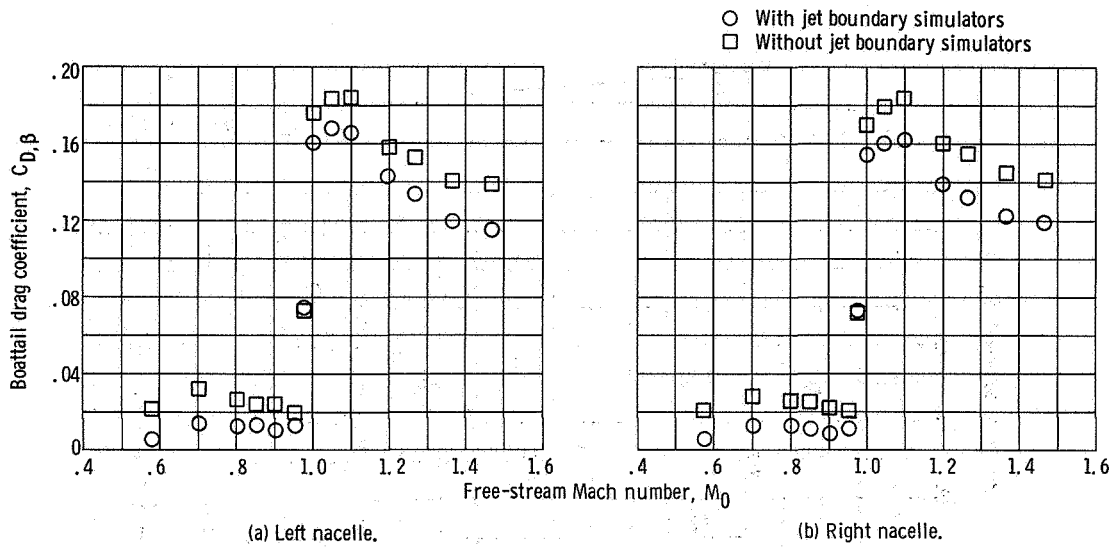 With jet boundary simulators
Without jet boundary simulators
Boattail drag coefficient, C_D,β
.20
.16
.12
.08
.04
0
.4 .6 .8 1.0 1.2 1.4 1.6
.4 .6 .8 1.0 1.2 1.4 1.6
Free-stream Mach number, M_0
(a) Left nacelle.
(b) Right nacelle.